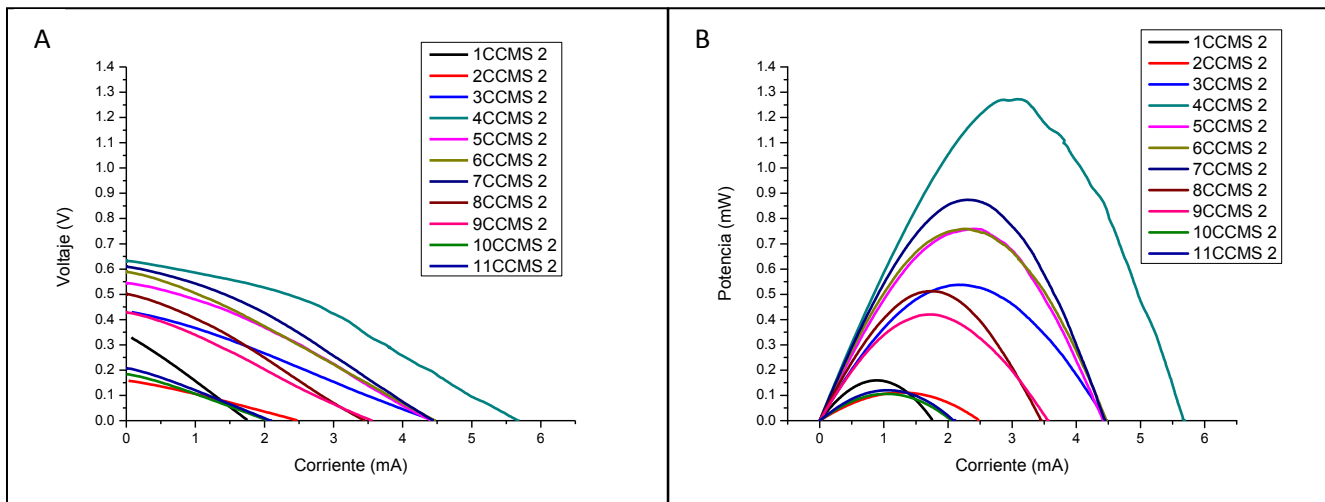 A
1CCMS 2
2CCMS 2
3CCMS 2
4CCMS 2
5CCMS 2
6CCMS 2
7CCMS 2
8CCMS 2
9CCMS 2
10CCMS 2
11CCMS 2
1.4
1.3
1.2
1.1
1.0
0.9
0.8
0.7
0.6
0.5
0.4
0.3
0.2
0.1
0.0
Voltaje (V)
0 1 2 3 4 5 6
Corriente (mA)
B
1CCMS 2
2CCMS 2
3CCMS 2
4CCMS 2
5CCMS 2
6CCMS 2
7CCMS 2
8CCMS 2
9CCMS 2
10CCMS 2
11CCMS 2
1.4
1.3
1.2
1.1
1.0
0.9
0.8
0.7
0.6
0.5
0.4
0.3
0.2
0.1
0.0
Potencia (mW)
0 1 2 3 4 5 6
Corriente (mA)